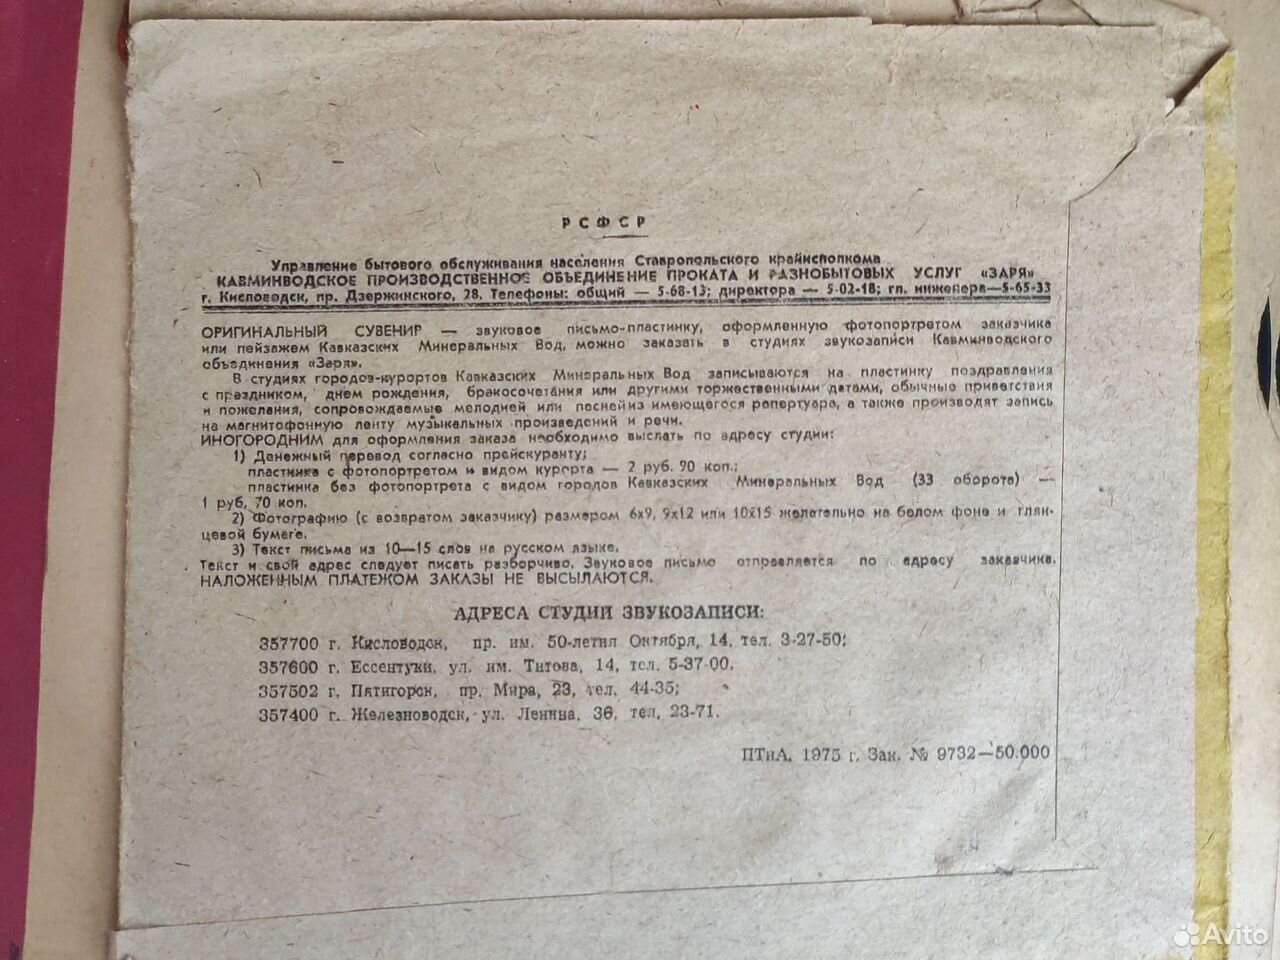 РСФСР
Управление бытового обслуживания населения Ставропольского крайисполкома
КАВМИНВОДСКОЕ ПРОИЗВОДСТВЕННОЕ ОБЪЕДИНЕНИЕ ПРОКАТА И РАЗНОБЫТОВЫХ УСЛУГ «ЗАРЯ»
г. Кисловодск, пр. Дзержинского, 28. Телефоны: общий — 5-68-13; директора — 5-02-18; гл. инженера—5-65-33
ОРИГИНАЛЬНЫЙ СУВЕНИР — звуковое письмо-пластинку, оформленную фотопортретом заказчика
или пейзажем Кавказских Минеральных Вод, можно заказать в студиях звукозаписи Кавминводского
объединения «Заря».
В студиях городов-курортов Кавказских Минеральных Вод записываются на пластинку поздравления
с праздником, днем рождения, бракосочетания или другими торжественными датами, обычные приветствия
и пожелания, сопровождаемые мелодией или песнейиз имеющегося репертуара, а также производят запись
на магнитофонную ленту музыкальных произведений и речи.
ИНОГОРОДНИМ для оформления заказа необходимо выслать по адресу студии:
1) Денежный перевод согласно прейскуранту;
пластинка с фотопортретом и видом курорта — 2 руб. 90 коп.;
пластинка без фотопортрета с видом городов Кавказских Минеральных Вод (33 оборота) —
1 руб, 70 коп.
2) Фотографию (с возвратом заказчику) размером 6х9, 9х12 или 10х15 желательно на белом фоне и глян-
цевой бумаге.
3) Текст письма из 10—15 слов на русском языке.
Текст и свой адрес следует писать разборчиво. Звуковое письмо отправляется по адресу заказчика.
НАЛОЖЕННЫМ ПЛАТЕЖОМ ЗАКАЗЫ НЕ ВЫСЫЛАЮТСЯ.
АДРЕСА СТУДИИ ЗВУКОЗАПИСИ:
357700 г. Кисловодск, пр. им. 50-летия Октября, 14, тел. 3-27-50;
357600 г. Ессентуки, ул. им. Титова, 14, тел. 5-37-00.
357502 г, Пятигорск, пр. Мира, 23, тел, 44-35;
357400 г. Железноводск, ул. Ленина, 36, тел, 23-71.
ПТиА, 1975 г. Зак. № 9732—50.000
Avito